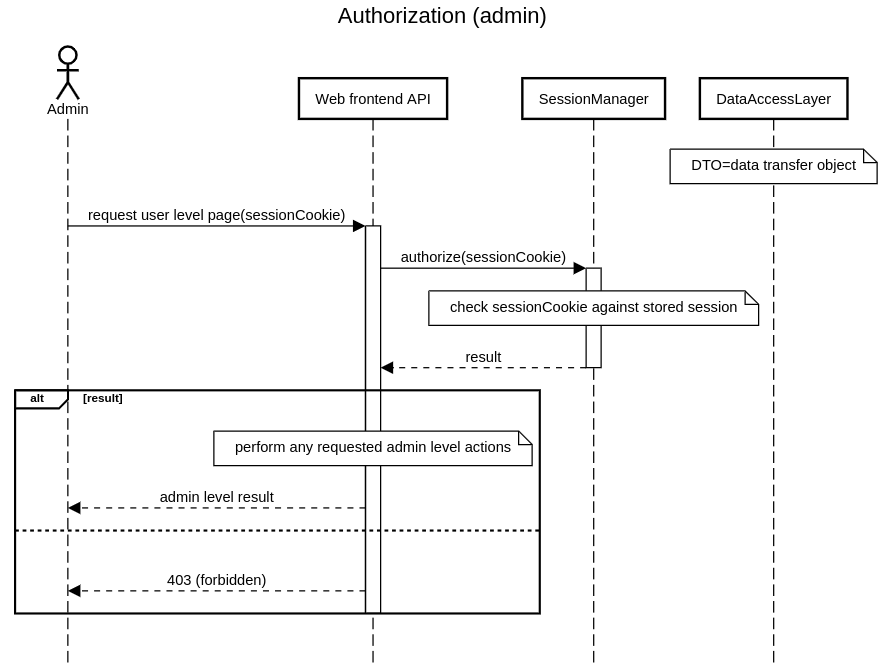 Authorization (admin)
Admin
Web frontend API
SessionManager
DataAccessLayer
DTO=data transfer object
request user level page(sessionCookie)
authorize(sessionCookie)
check sessionCookie against stored session
result
alt
[result]
perform any requested admin level actions
admin level result
403 (forbidden)